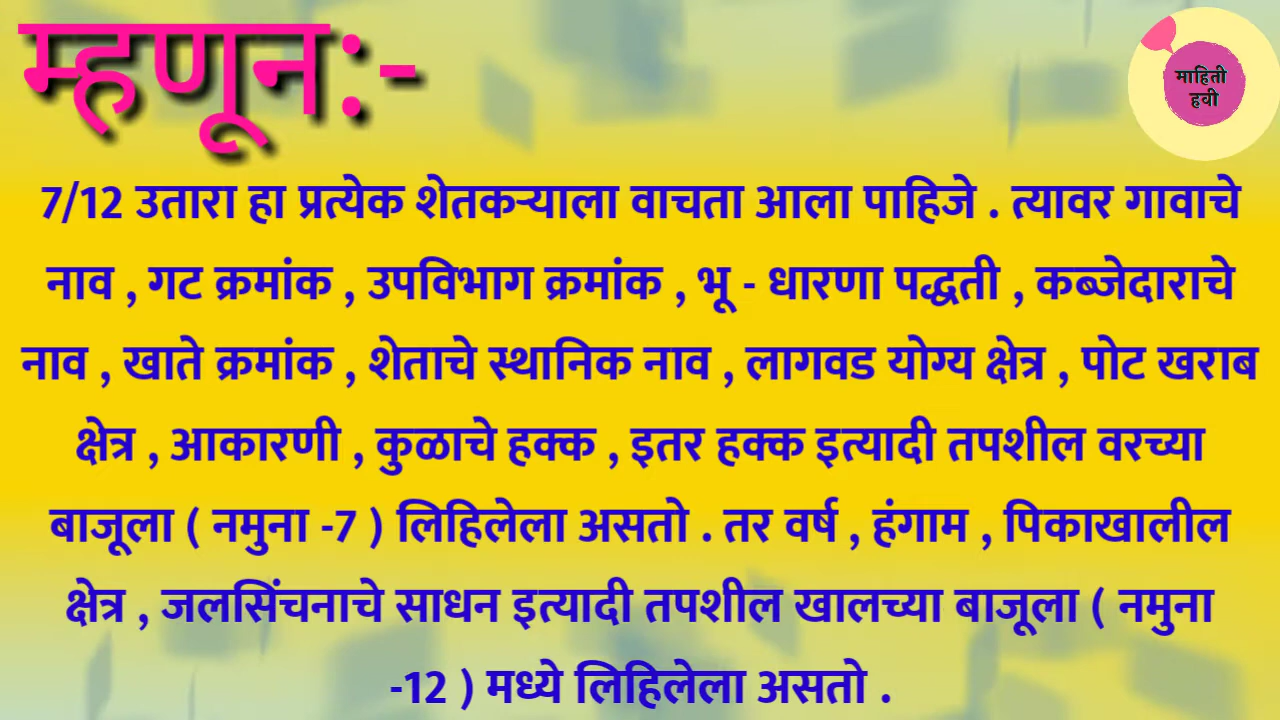 म्हणून:-
माहिती
हवी
7/12 उतारा हा प्रत्येक शेतकऱ्याला वाचता आला पाहिजे . त्यावर गावाचे
नाव , गट क्रमांक , उपविभाग क्रमांक , भू - धारणा पद्धती , कब्जेदाराचे
नाव , खाते क्रमांक , शेताचे स्थानिक नाव , लागवड योग्य क्षेत्र , पोट खराब
क्षेत्र , आकारणी , कुळाचे हक्क , इतर हक्क इत्यादी तपशील वरच्या
बाजूला ( नमुना -7 ) लिहिलेला असतो . तर वर्ष , हंगाम , पिकाखालील
क्षेत्र , जलसिंचनाचे साधन इत्यादी तपशील खालच्या बाजूला ( नमुना
-12 ) मध्ये लिहिलेला असतो .